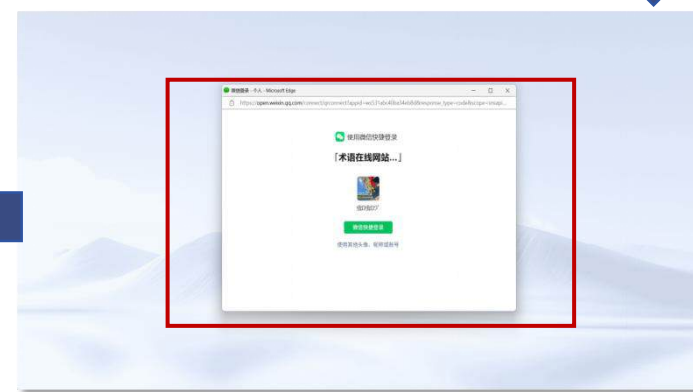 微信登录 - 个人 - Microsoft Edge
https://open.weixin.qq.com/connect/qrconnect?appid=
使用微信快捷登录
「术语在线网站...」
微信快捷登录
使用其他头像、昵称或账号